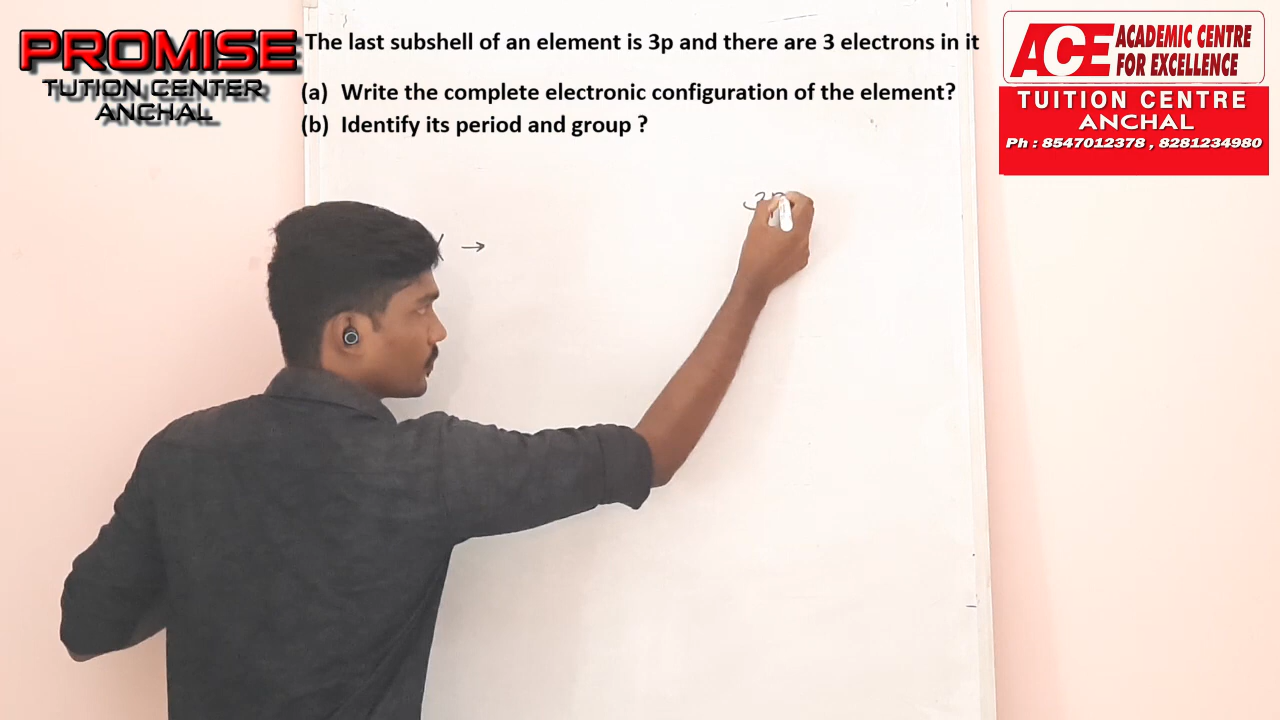 PROMISE
TUTION CENTER
ANCHAL
The last subshell of an element is 3p and there are 3 electrons in it
(a) Write the complete electronic configuration of the element?
(b) Identify its period and group ?
ACE ACADEMIC CENTRE
FOR EXCELLENCE
TUITION CENTRE
ANCHAL
Ph : 8547012378 , 8281234980
3p
→